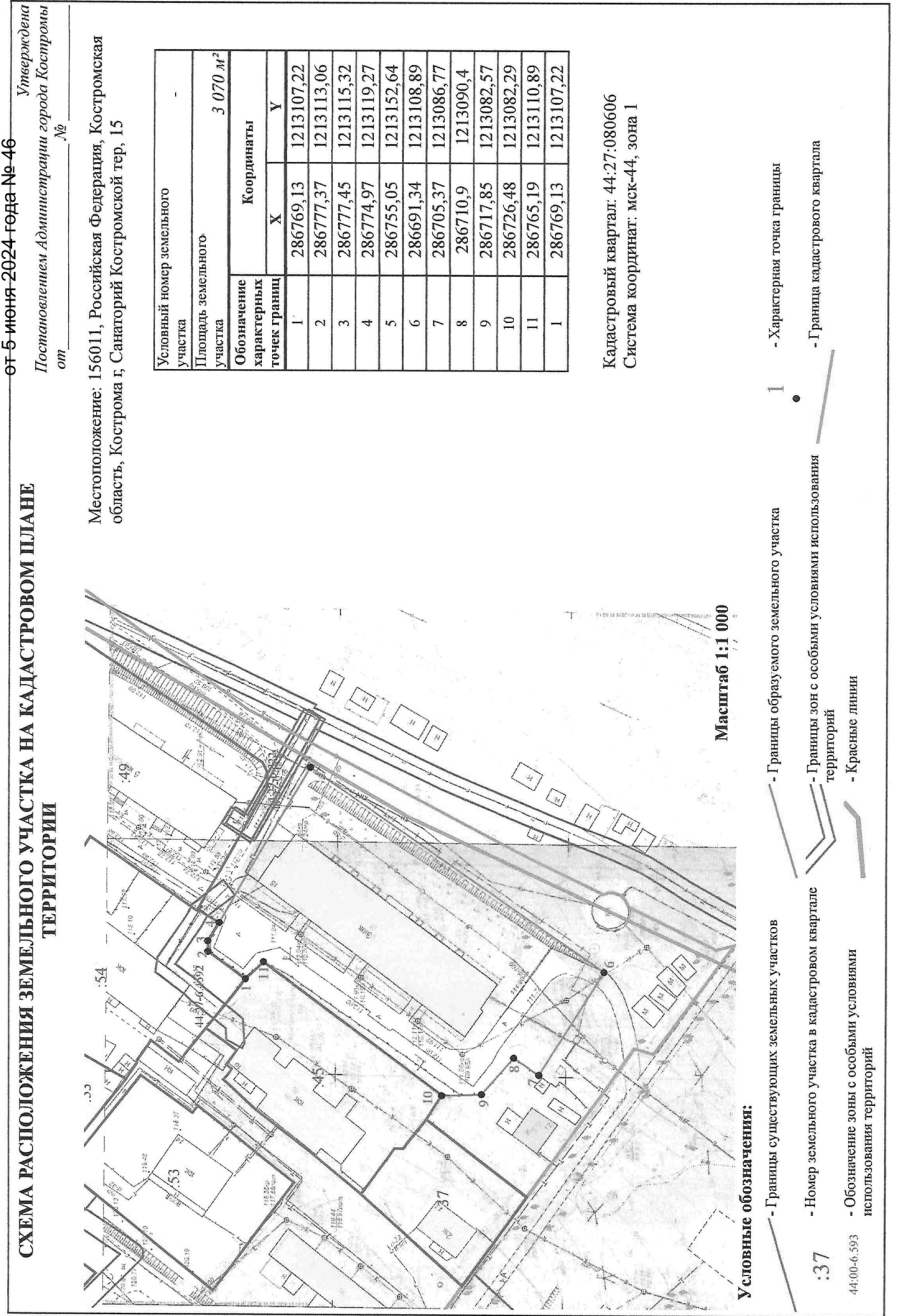 от 5 июня 2024 года № 46
Утверждена
Постановлением Администрации города Костромы
от № 
СХЕМА РАСПОЛОЖЕНИЯ ЗЕМЕЛЬНОГО УЧАСТКА НА КАДАСТРОВОМ ПЛАНЕ
ТЕРРИТОРИИ
Местоположение: 156011, Российская Федерация, Костромская
область, Кострома г, Санаторий Костромской тер, 15
Условный номер земельного
участка -
Площадь земельного
участка 3 070 м²
Обозначение
характерных
точек границ
Координаты
X Y
1 286769,13 1213107,22
2 286777,37 1213113,06
3 286777,45 1213115,32
4 286774,97 1213119,27
5 286755,05 1213152,64
6 286691,34 1213108,89
7 286705,37 1213086,77
8 286710,9 1213090,4
9 286717,85 1213082,57
10 286726,48 1213082,29
11 286765,19 1213110,89
1 286769,13 1213107,22
Кадастровый квартал: 44:27:080606
Система координат: мск-44, зона 1
:49
:54
:53
:45
:37
1
2
3
4
6
7
8
9
10
11
Масштаб 1:1 000
Условные обозначения:
- Границы существующих земельных участков
:37 - Номер земельного участка в кадастровом квартале
44:00-6.593 - Обозначение зоны с особыми условиями
использования территорий
- Границы образуемого земельного участка
- Границы зон с особыми условиями использования
территорий
- Красные линии
1 - Характерная точка границы
- Граница кадастрового квартала